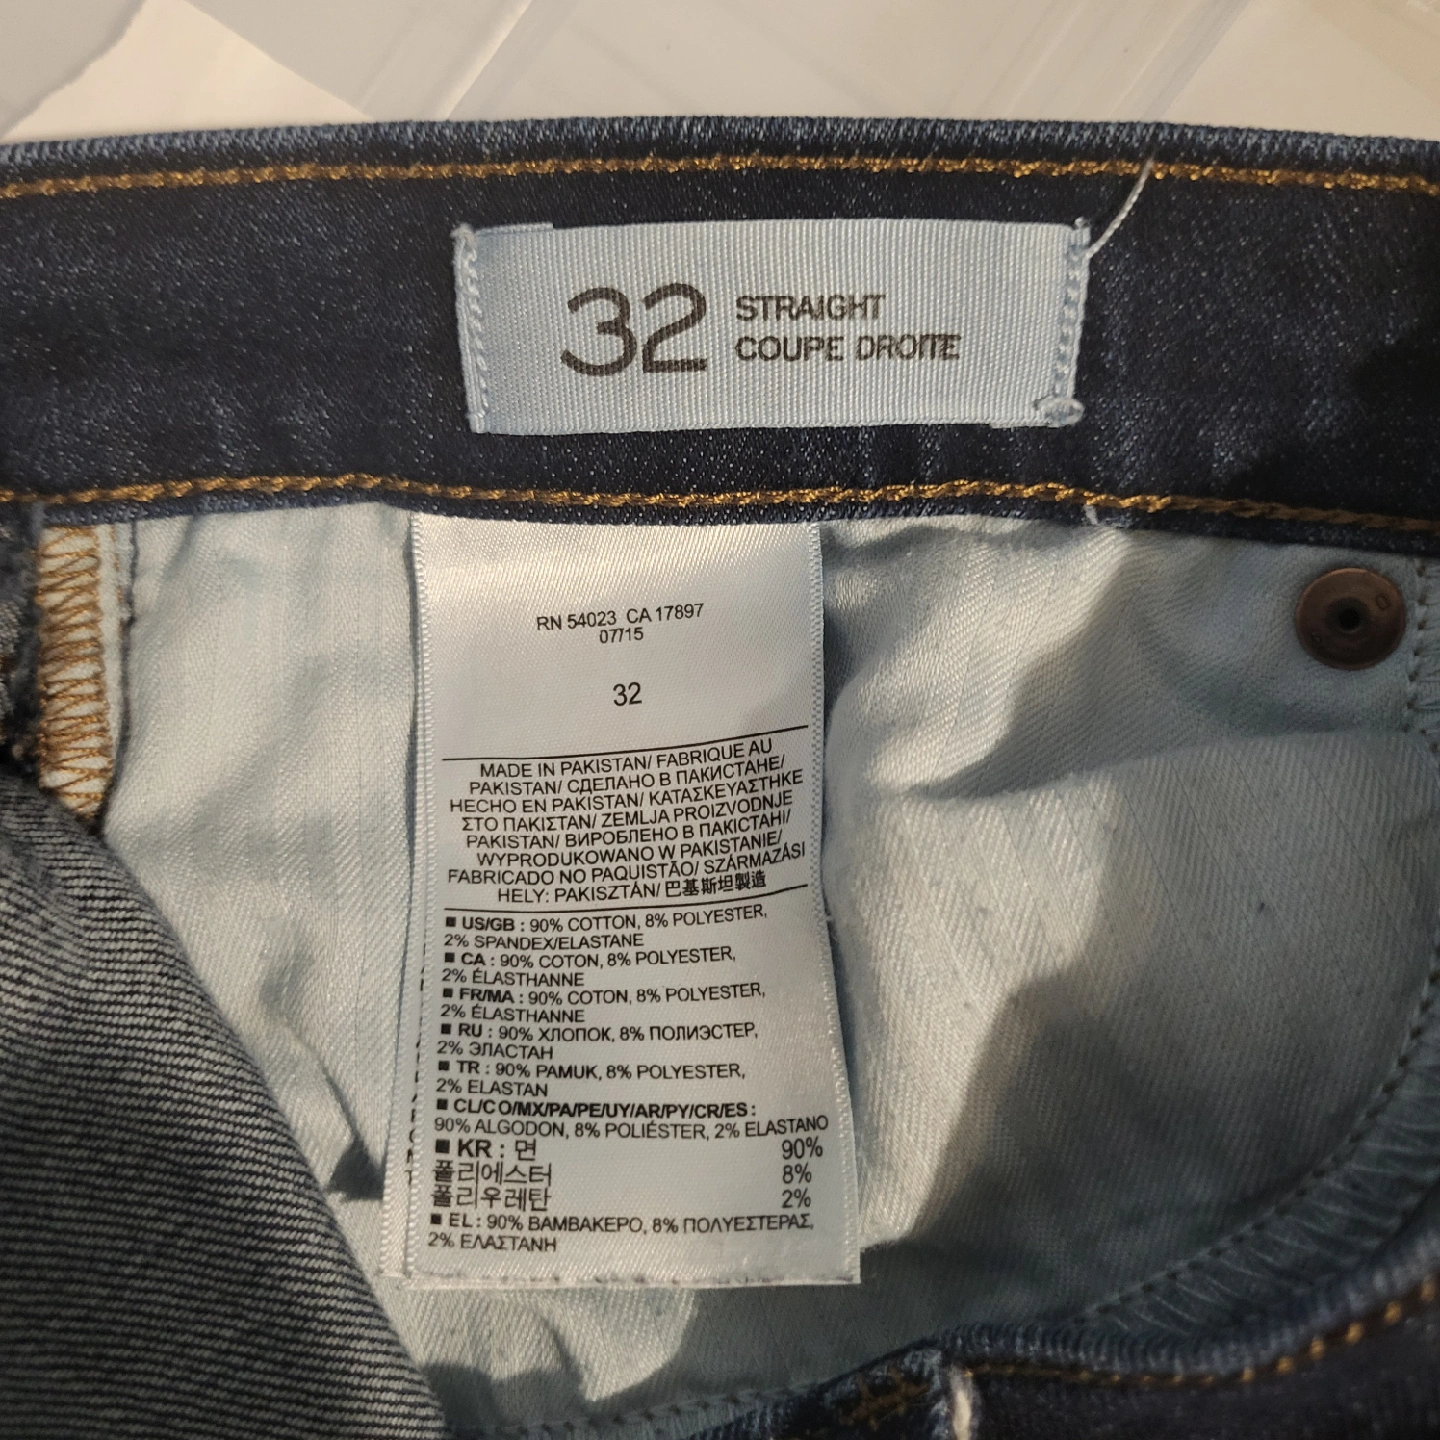 32 STRAIGHT
COUPE DROITE
RN 54023 CA 17897
07715
32
MADE IN PAKISTAN/ FABRIQUE AU
PAKISTAN/ СДЕЛАНО В ПАКИСТАНЕ/
HECHO EN PAKISTAN/ ΚΑΤΑΣΚΕΥΑΣΤΗΚΕ
ΣΤΟ ΠΑΚΙΣΤΑΝ/ ZEMLJA PROIZVODNJE
PAKISTAN/ ВИРОБЛЕНО В ПАКІСТАНІ/
WYPRODUKOWANO W PAKISTANIE/
FABRICADO NO PAQUISTÃO/ SZÁRMAZÁSI
HELY: PAKISZTÁN/ 巴基斯坦製造
■ US/GB : 90% COTTON, 8% POLYESTER,
2% SPANDEX/ELASTANE
■ CA : 90% COTON, 8% POLYESTER,
2% ÉLASTHANNE
■ FR/MA : 90% COTON, 8% POLYESTER,
2% ÉLASTHANNE
■ RU : 90% ХЛОПОК, 8% ПОЛИЭСТЕР,
2% ЭЛАСТАН
■ TR : 90% PAMUK, 8% POLYESTER,
2% ELASTAN
■ CL/CO/MX/PA/PE/UY/AR/PY/CR/ES :
90% ALGODON, 8% POLIÉSTER, 2% ELASTANO
■ KR : 면 90%
폴리에스터 8%
폴리우레탄 2%
■ EL : 90% ΒΑΜΒΑΚΕΡΟ, 8% ΠΟΛΥΕΣΤΕΡΑΣ,
2% ΕΛΑΣΤΑΝΗ